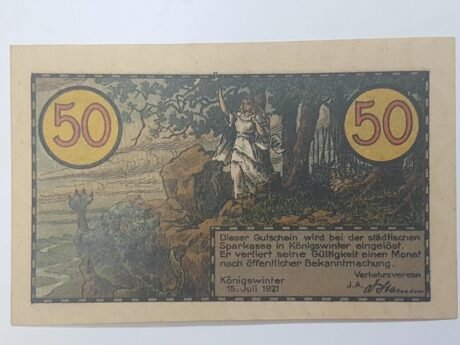 50 50
Dieser Gutschein wird bei der städtischen
Sparkasse in Königswinter eingelöst.
Er verliert seine Gültigkeit einen Monat
nach öffentlicher Bekanntmachung.
Königswinter
15. Juli 1921
Verkehrsverein
J.A.